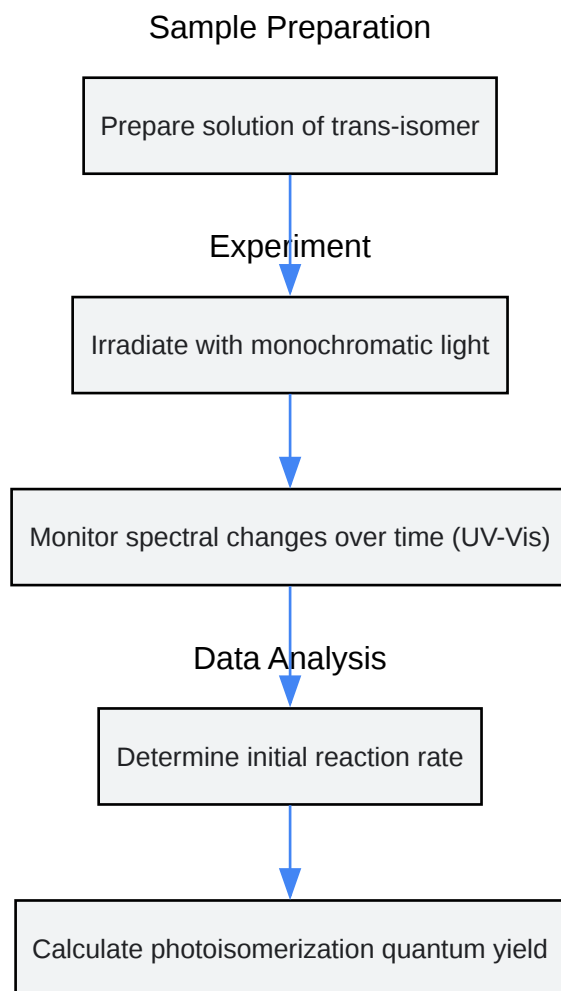 Sample Preparation
Prepare solution of trans-isomer
Experiment
Irradiate with monochromatic light
Monitor spectral changes over time (UV-Vis)
Data Analysis
Determine initial reaction rate
Calculate photoisomerization quantum yield